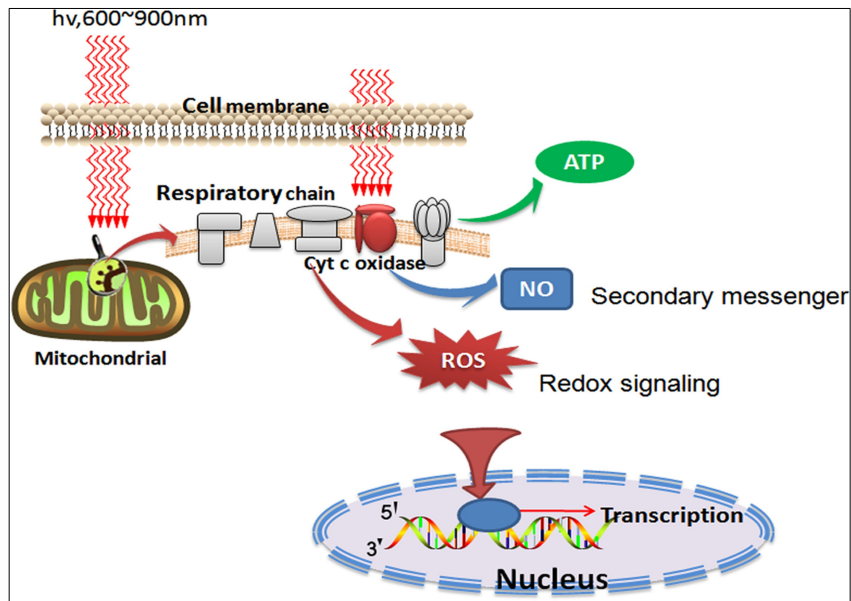 hv,600~900nm
Cell membrane
ATP
Respiratory chain
Cyt c oxidase
NO
Secondary messenger
Mitochondrial
ROS
Redox signaling
5'
Transcription
3'
Nucleus